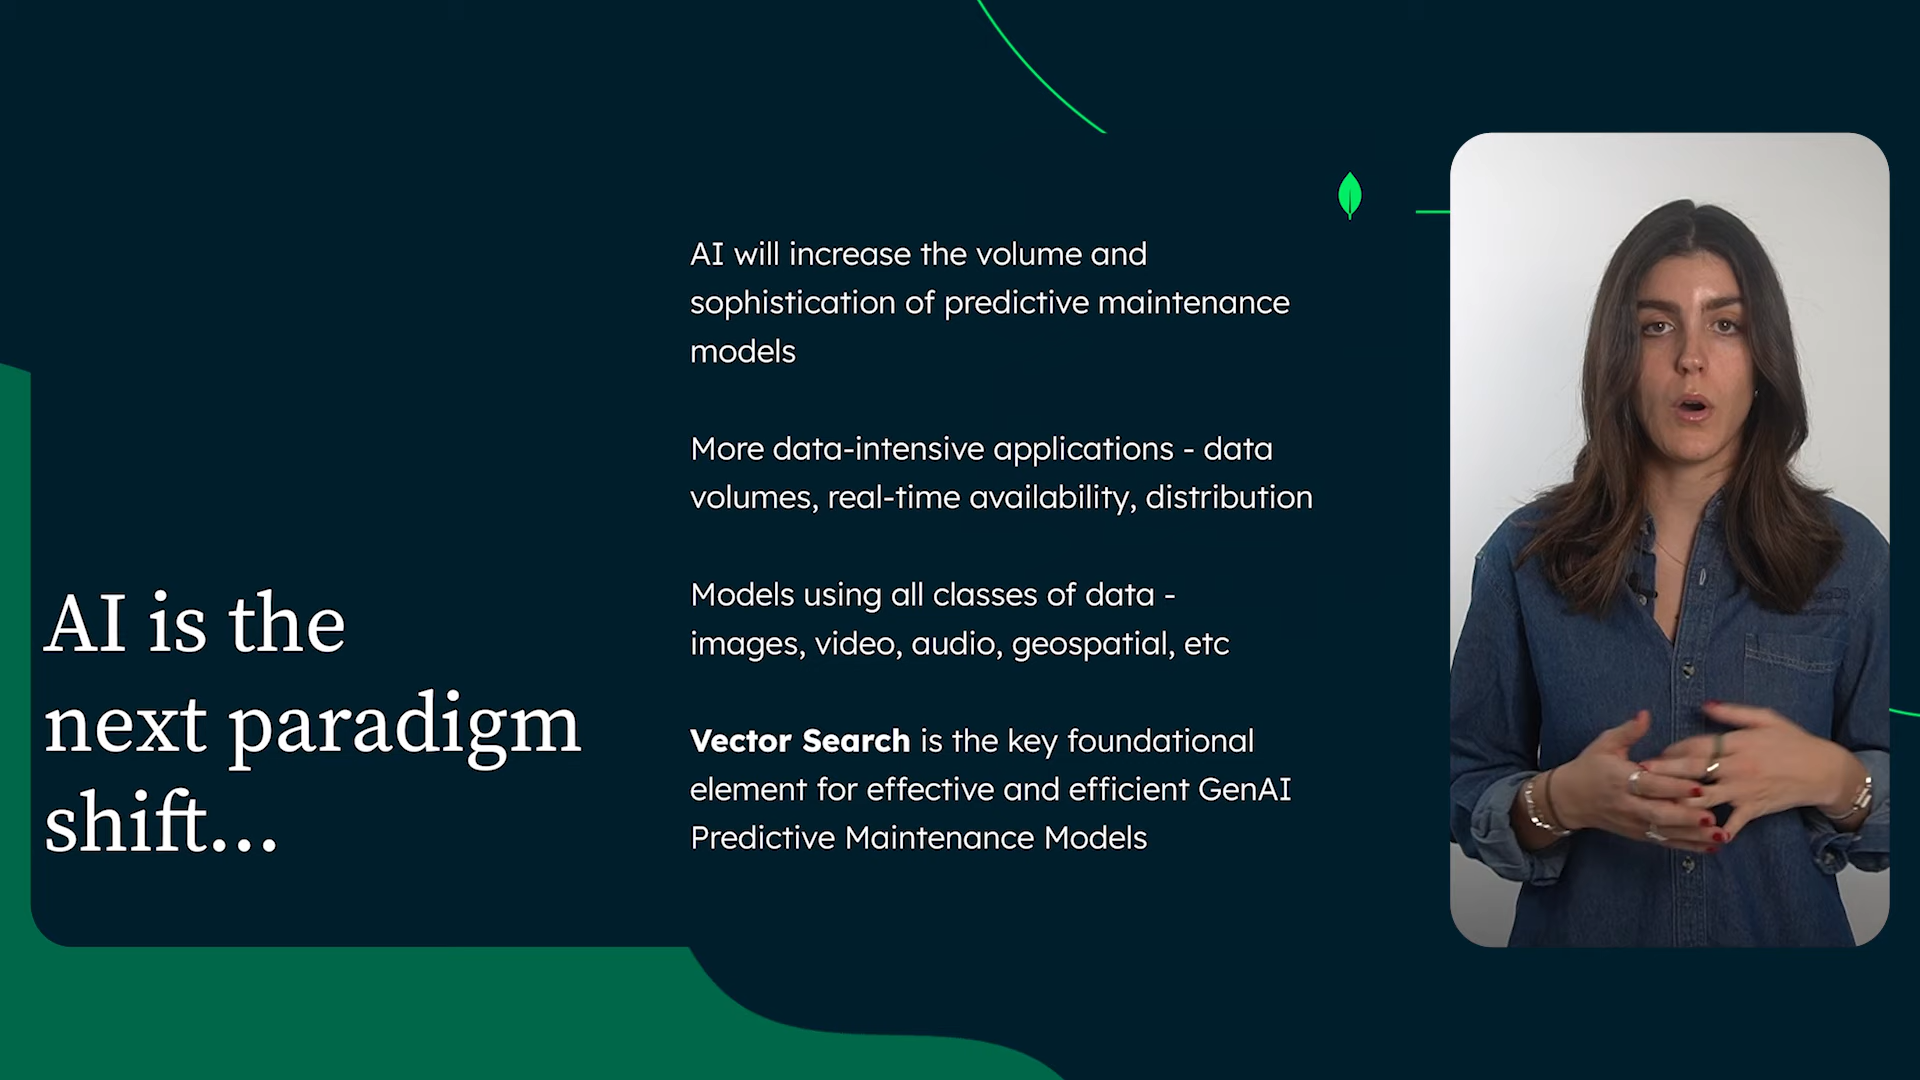 AI is the
next paradigm
shift...
AI will increase the volume and
sophistication of predictive maintenance
models
More data-intensive applications - data
volumes, real-time availability, distribution
Models using all classes of data -
images, video, audio, geospatial, etc
Vector Search is the key foundational
element for effective and efficient GenAI
Predictive Maintenance Models